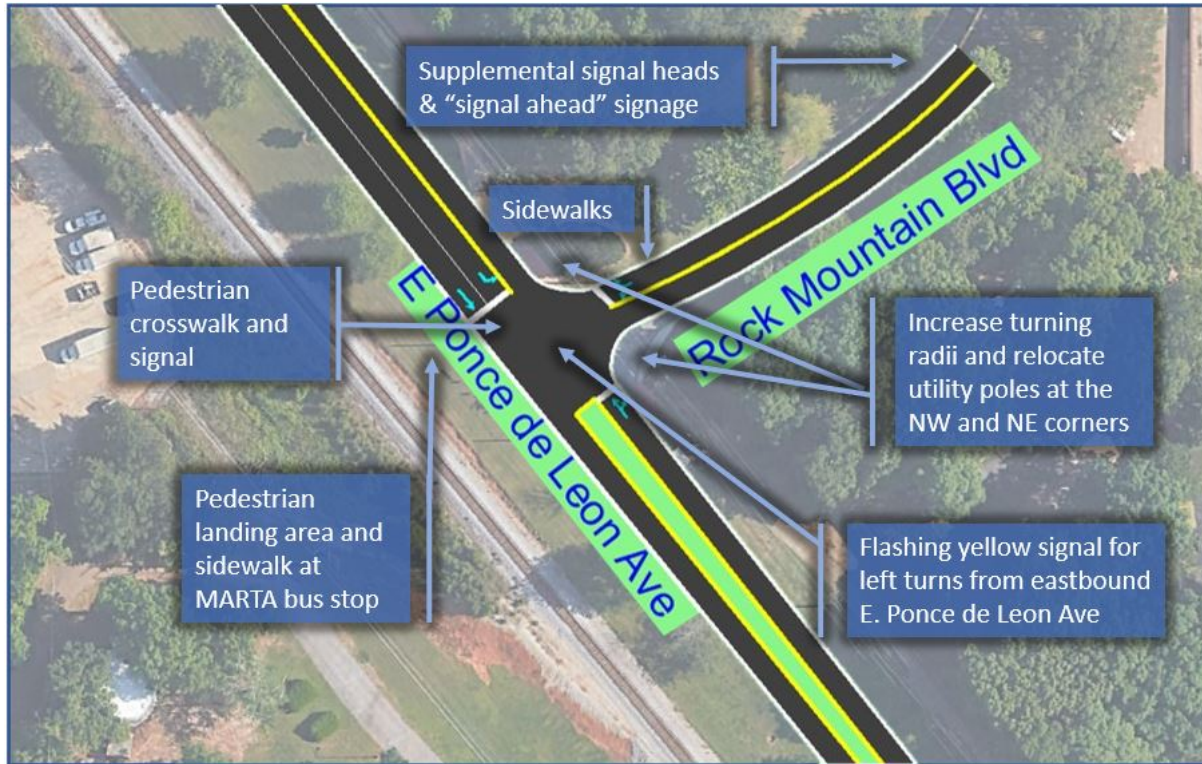 Supplemental signal heads
& “signal ahead” signage
Sidewalks
Pedestrian
crosswalk and
signal
E Ponce de Leon Ave
Rock Mountain Blvd
Increase turning
radii and relocate
utility poles at the
NW and NE corners
Pedestrian
landing area and
sidewalk at
MARTA bus stop
Flashing yellow signal for
left turns from eastbound
E. Ponce de Leon Ave